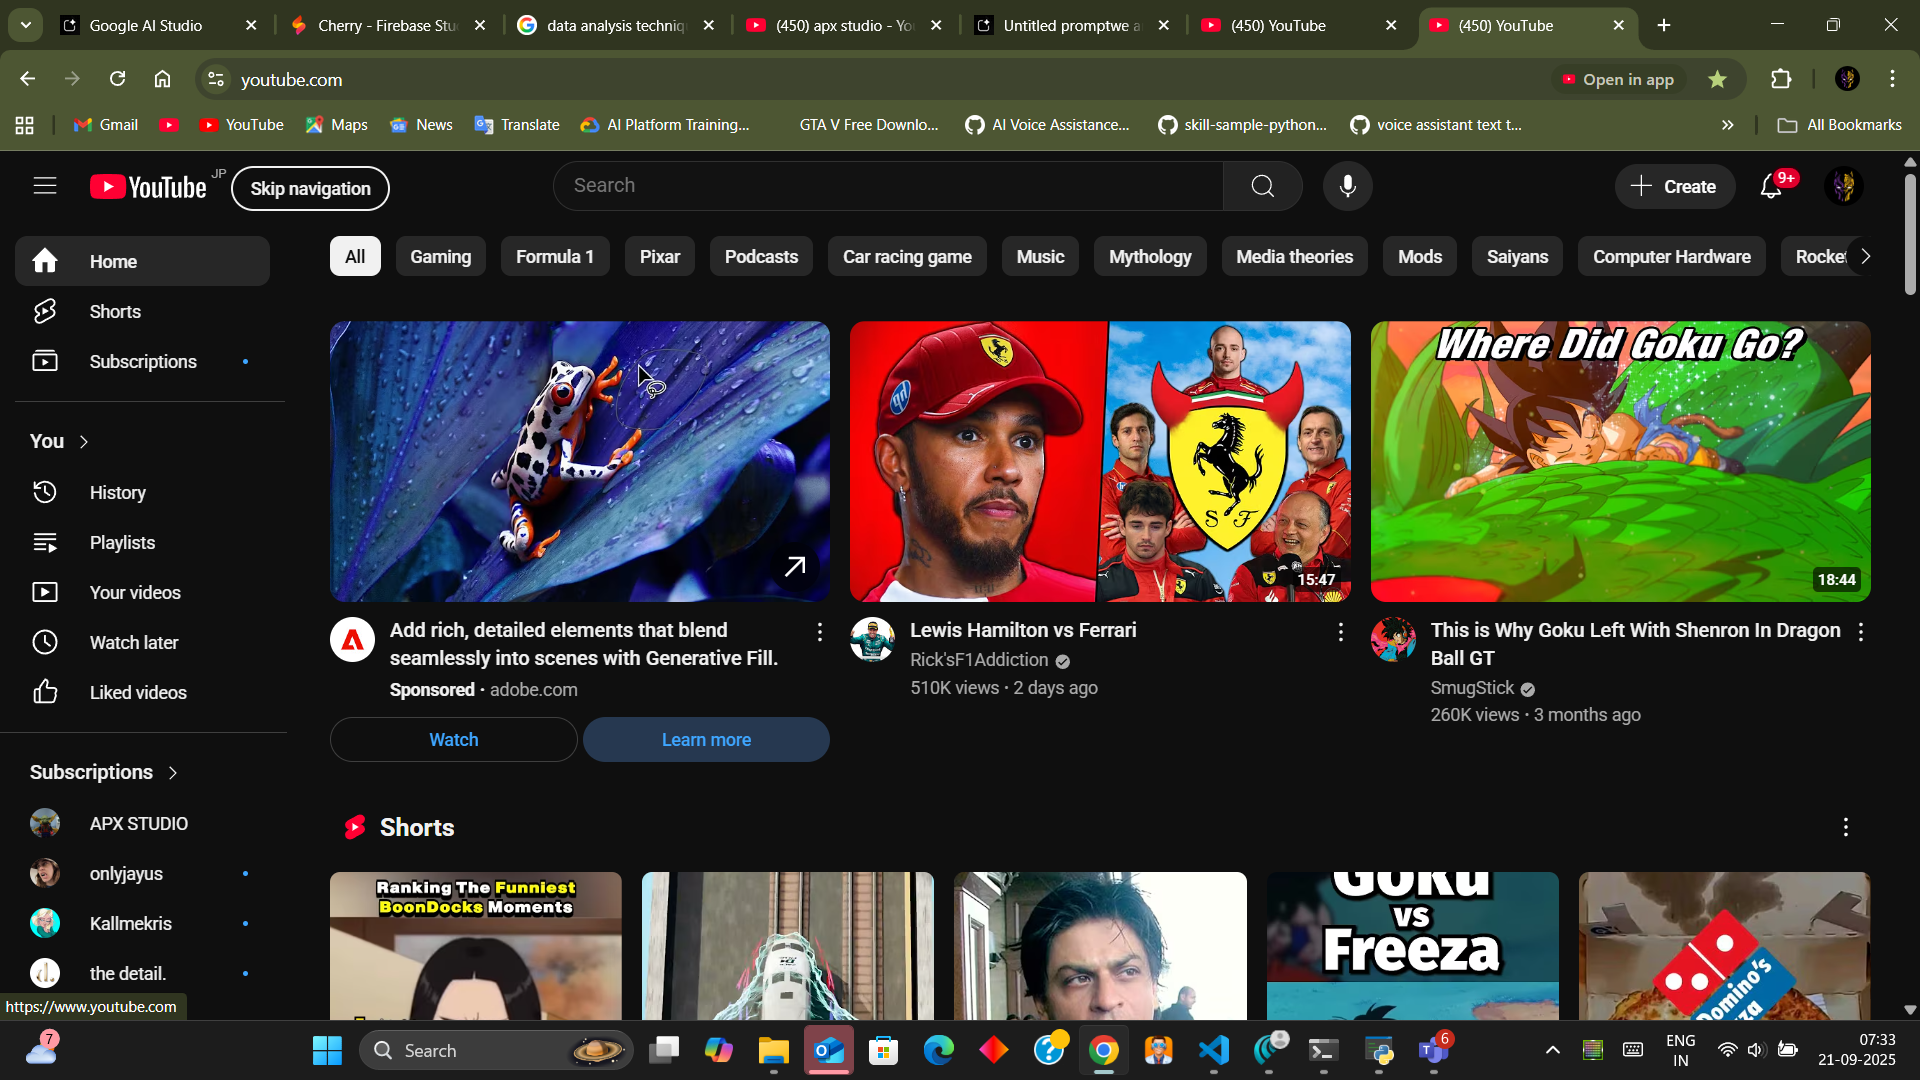 Google AI Studio
Cherry - Firebase Stu
data analysis techniqu
(450) apx studio - Yo
Untitled promptwe a
(450) YouTube
(450) YouTube
youtube.com
Open in app
Gmail
YouTube
Maps
News
Translate
AI Platform Training...
GTA V Free Downlo...
AI Voice Assistance...
skill-sample-python...
voice assistant text t...
All Bookmarks
YouTube JP
Skip navigation
Search
Create
9+
Home
Shorts
Subscriptions
You
History
Playlists
Your videos
Watch later
Liked videos
Subscriptions
APX STUDIO
onlyjayus
Kallmekris
the detail.
https://www.youtube.com
All
Gaming
Formula 1
Pixar
Podcasts
Car racing game
Music
Mythology
Media theories
Mods
Saiyans
Computer Hardware
Rocket
Add rich, detailed elements that blend
seamlessly into scenes with Generative Fill.
Sponsored · adobe.com
Watch
Learn more
hp
S F
15:47
Lewis Hamilton vs Ferrari
Rick'sF1Addiction
510K views · 2 days ago
Where Did Goku Go?
18:44
This is Why Goku Left With Shenron In Dragon
Ball GT
SmugStick
260K views · 3 months ago
Shorts
Ranking The Funniest
BoonDocks Moments
Goku
vs
Freeza
Domino's
7
Search
6
ENG
IN
07:33
21-09-2025